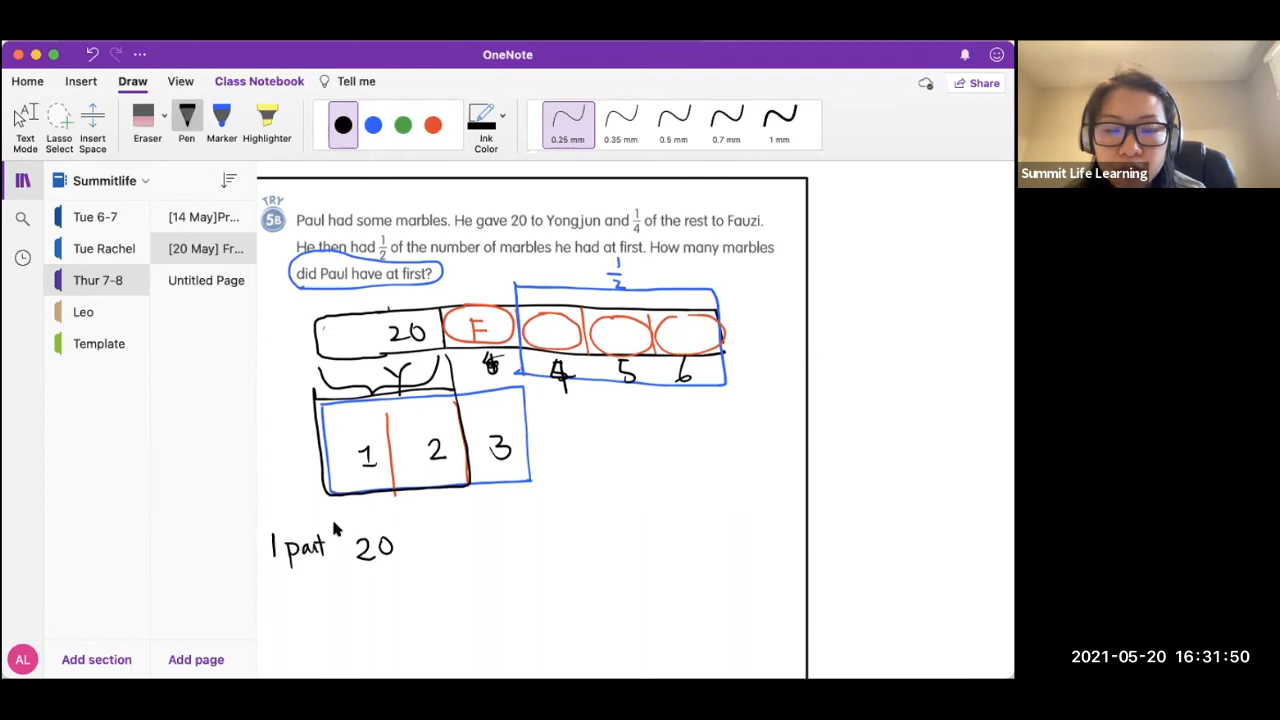 OneNote
Home Insert Draw View Class Notebook Tell me
Share
Text Mode
Lasso Select
Insert Space
Eraser
Pen
Marker
Highlighter
Ink Color
0.25 mm
0.35 mm
0.5 mm
0.7 mm
1 mm
Summit Life Learning
Summitlife
Tue 6-7
Tue Rachel
Thur 7-8
Leo
Template
[14 May]Pr...
[20 May] Fr...
Untitled Page
TRY
5B
Paul had some marbles. He gave 20 to Yongjun and 1/4 of the rest to Fauzi.
He then had 1/2 of the number of marbles he had at first. How many marbles
did Paul have at first?
1/2
20 F
Y 4 5 6
1 2 3
1 part 20
AL
Add section
Add page
2021-05-20 16:31:50